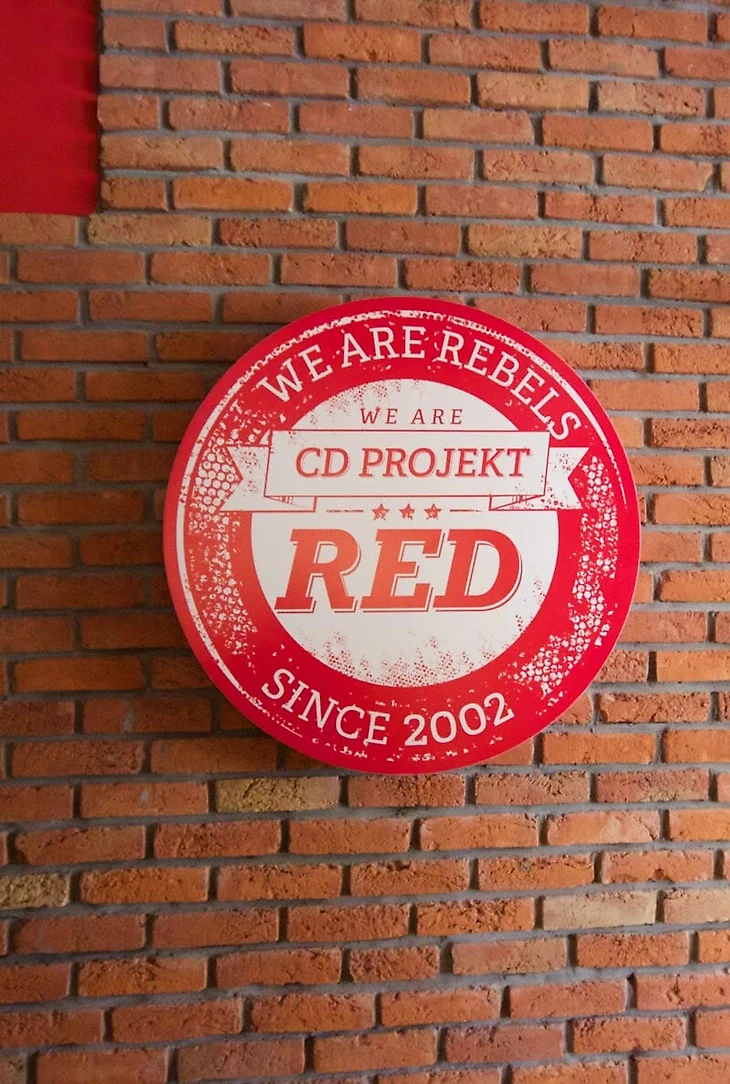 WE ARE REBELS
WE ARE
CD PROJEKT
RED
SINCE 2002